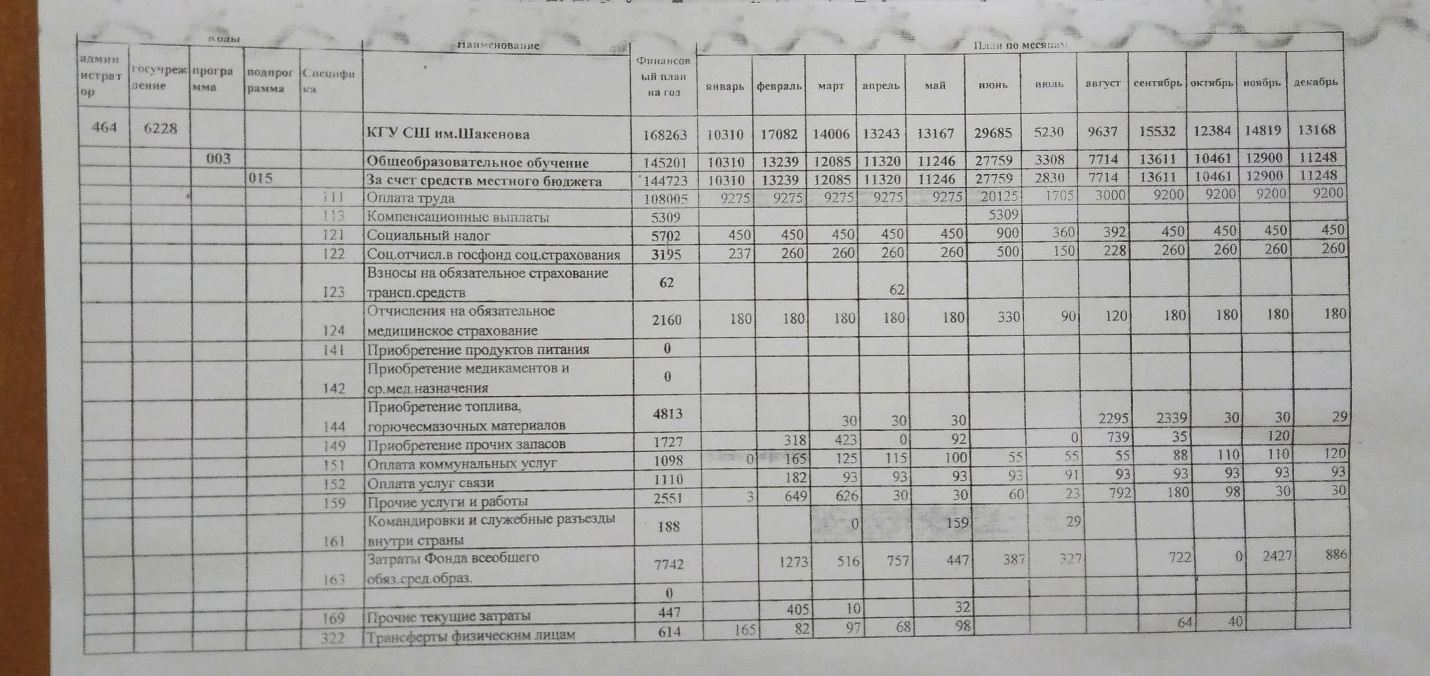 Коды Наименование План по месяцам
админ истрат ор госучреж дение програ мма подпрог рамма Специфи ка Финансов ый план на год январь февраль март апрель май июнь июль август сентябрь октябрь ноябрь декабрь
464 6228 КГУ СШ им.Шакенова 168263 10310 17082 14006 13243 13167 29685 5230 9637 15532 12384 14819 13168
003 Общеобразовательное обучение 145201 10310 13239 12085 11320 11246 27759 3308 7714 13611 10461 12900 11248
015 За счет средств местного бюджета 144723 10310 13239 12085 11320 11246 27759 2830 7714 13611 10461 12900 11248
111 Оплата труда 108005 9275 9275 9275 9275 9275 20125 1705 3000 9200 9200 9200 9200
113 Компенсационные выплаты 5309 5309
121 Социальный налог 5702 450 450 450 450 450 900 360 392 450 450 450 450
122 Соц.отчисл.в госфонд соц.страхования 3195 237 260 260 260 260 500 150 228 260 260 260 260
Взносы на обязательное страхование
123 трансп.средств 62 62
Отчисления на обязательное
124 медицинское страхование 2160 180 180 180 180 180 330 90 120 180 180 180 180
141 Приобретение продуктов питания 0
Приобретение медикаментов и
142 ср.мед.назначения 0
Приобретение топлива,
144 горючесмазочных материалов 4813 30 30 30 2295 2339 30 30 29
149 Приобретение прочих запасов 1727 318 423 0 92 0 739 35 120
151 Оплата коммунальных услуг 1098 0 165 125 115 100 55 55 55 88 110 110 120
152 Оплата услуг связи 1110 182 93 93 93 93 91 93 93 93 93 93
159 Прочие услуги и работы 2551 3 649 626 30 30 60 23 792 180 98 30 30
Командировки и служебные разъезды
161 внутри страны 188 0 159 29
Затраты Фонда всеобщего
163 обяз.сред.образ. 7742 1273 516 757 447 387 327 722 0 2427 886
0
169 Прочие текущие затраты 447 405 10 32
322 Трансферты физическим лицам 614 165 82 97 68 98 64 40